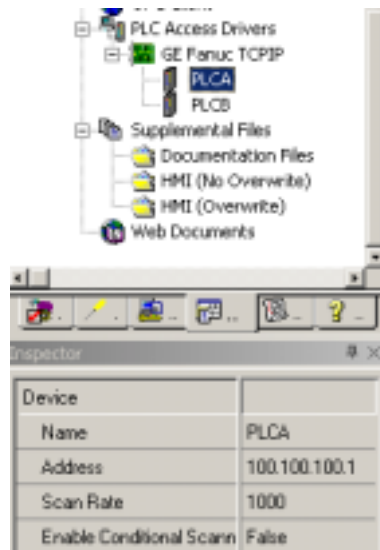 PLC Access Drivers
GE Fanuc TCPIP
PLCA
PLCB
Supplemental Files
Documentation Files
HMI (No Overwrite)
HMI (Overwrite)
Web Documents
Inspector
Device
Name PLCA
Address 100.100.100.1
Scan Rate 1000
Enable Conditional Scann False